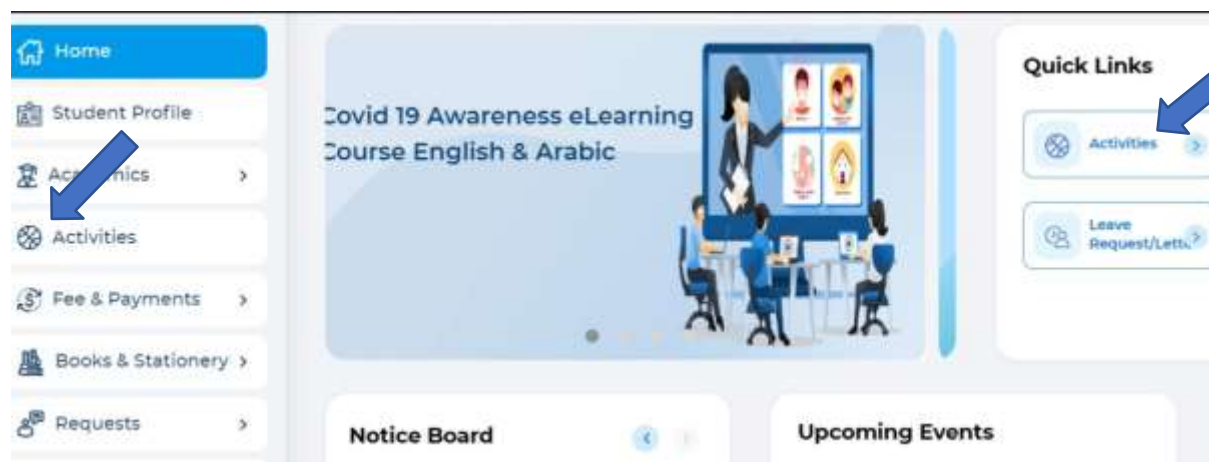 Home
Student Profile
Academics
Activities
Fee & Payments
Books & Stationery
Requests
Covid 19 Awareness eLearning
Course English & Arabic
Quick Links
Activities
Leave
Request/Lett
Notice Board
Upcoming Events